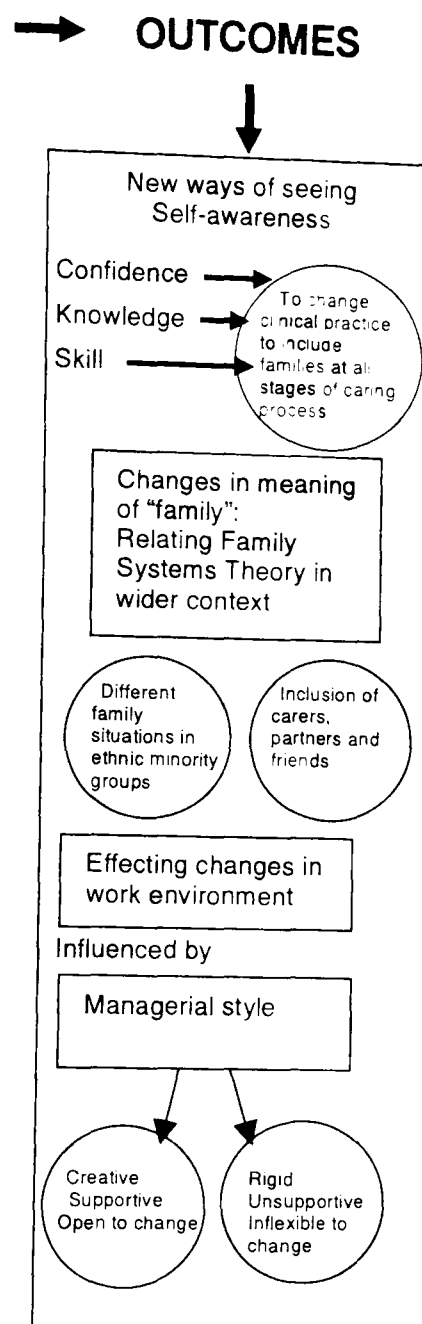 OUTCOMES
New ways of seeing
Self-awareness
Confidence
Knowledge
Skill
To change
clinical practice
to include
families at all
stages of caring
process
Changes in meaning
of "family":
Relating Family
Systems Theory in
wider context
Different
family
situations in
ethnic minority
groups
Inclusion of
carers,
partners and
friends
Effecting changes in
work environment
Influenced by
Managerial style
Creative
Supportive
Open to change
Rigid
Unsupportive
Inflexible to
change